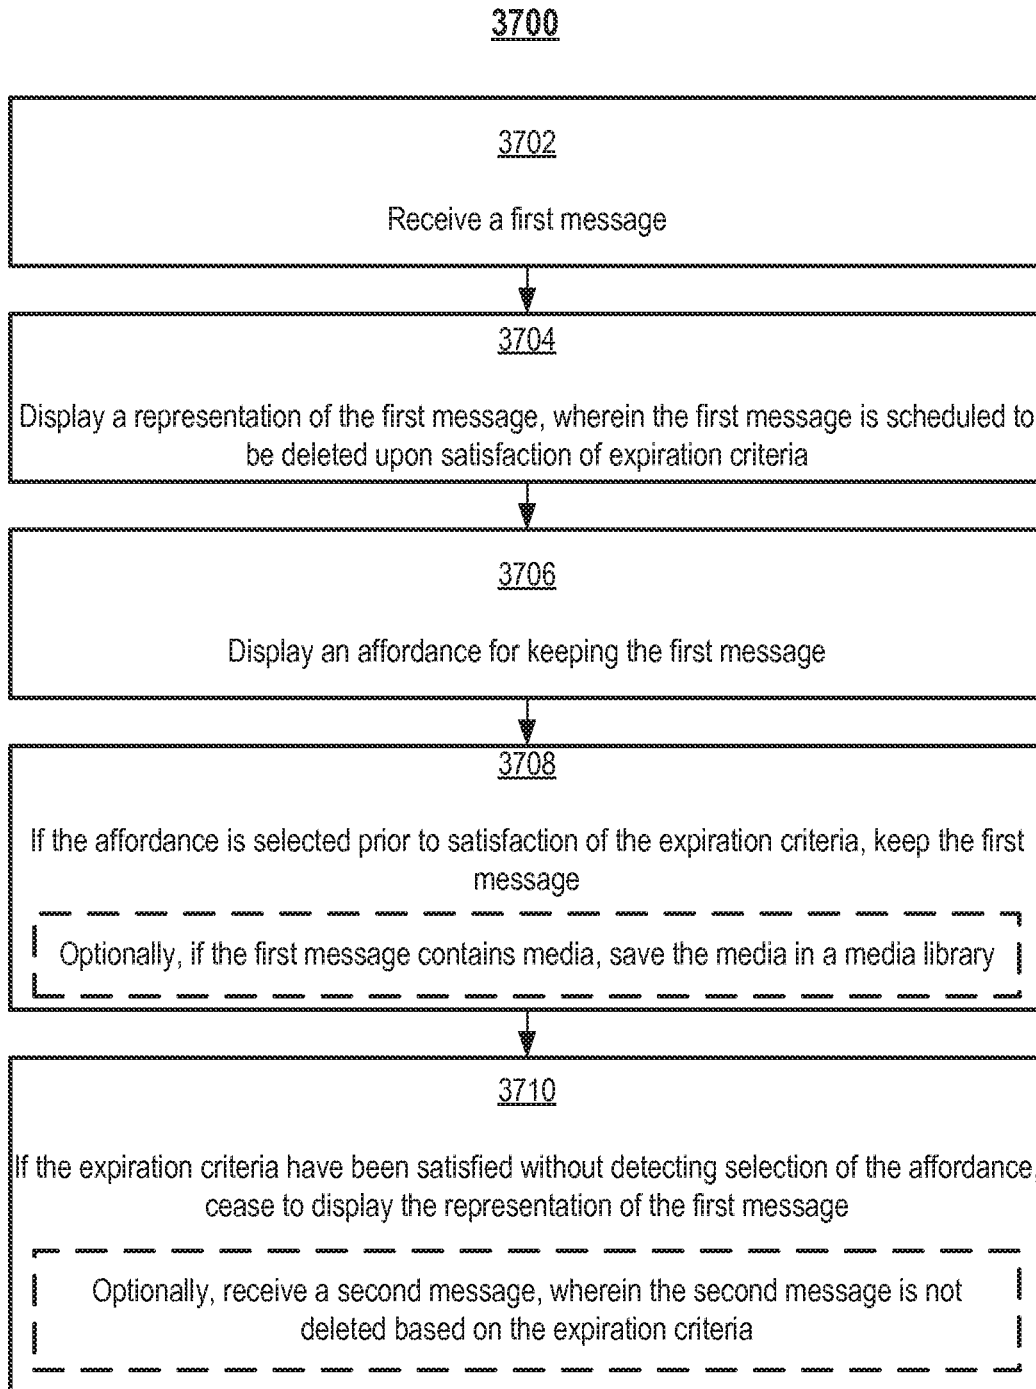 3700
3702
Receive a first message
3704
Display a representation of the first message, wherein the first message is scheduled to
be deleted upon satisfaction of expiration criteria
3706
Display an affordance for keeping the first message
3708
If the affordance is selected prior to satisfaction of the expiration criteria, keep the first
message
Optionally, if the first message contains media, save the media in a media library
3710
If the expiration criteria have been satisfied without detecting selection of the affordance,
cease to display the representation of the first message
Optionally, receive a second message, wherein the second message is not
deleted based on the expiration criteria